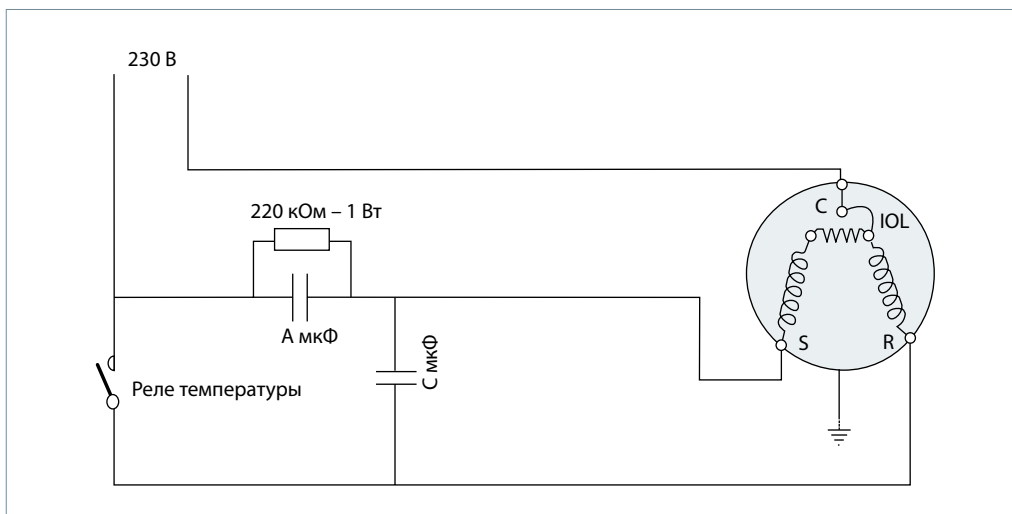 230 В
C
IOL
220 кОм – 1 Вт
А мкФ
С мкФ
S
R
Реле температуры